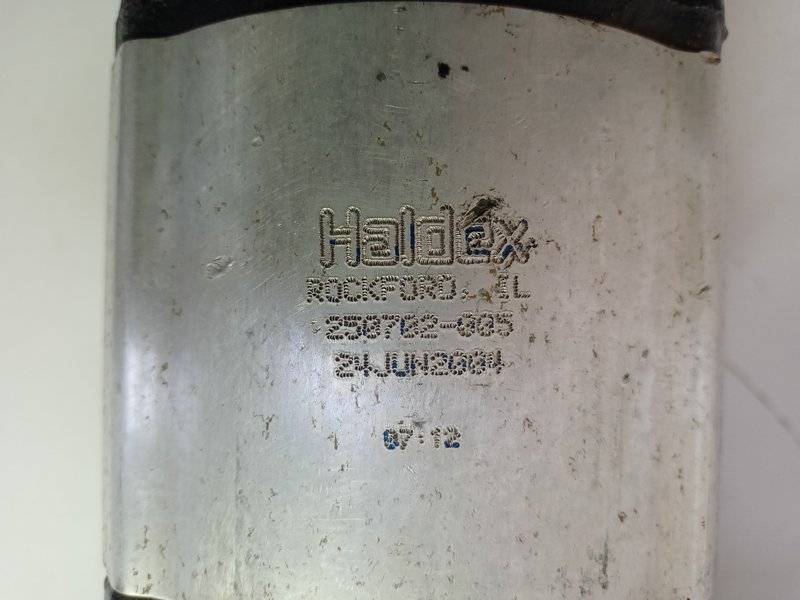 Haldex
ROCKFORD, IL
250702-005
24JUN2004
07:12